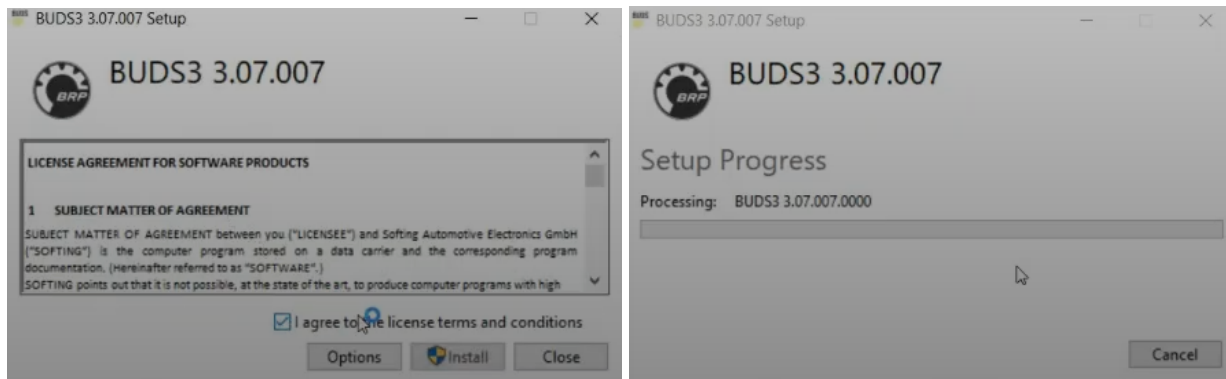 BUDS3 3.07.007 Setup
BUDS3 3.07.007
BRP
LICENSE AGREEMENT FOR SOFTWARE PRODUCTS
1 SUBJECT MATTER OF AGREEMENT
SUBJECT MATTER OF AGREEMENT between you ("LICENSEE") and Softing Automotive Electronics GmbH
("SOFTING") is the computer program stored on a data carrier and the corresponding program
documentation. (Hereinafter referred to as "SOFTWARE".)
SOFTING points out that it is not possible, at the state of the art, to produce computer programs with high
I agree to the license terms and conditions
Options Install Close
BUDS3 3.07.007 Setup
BUDS3 3.07.007
BRP
Setup Progress
Processing: BUDS3 3.07.007.0000
Cancel